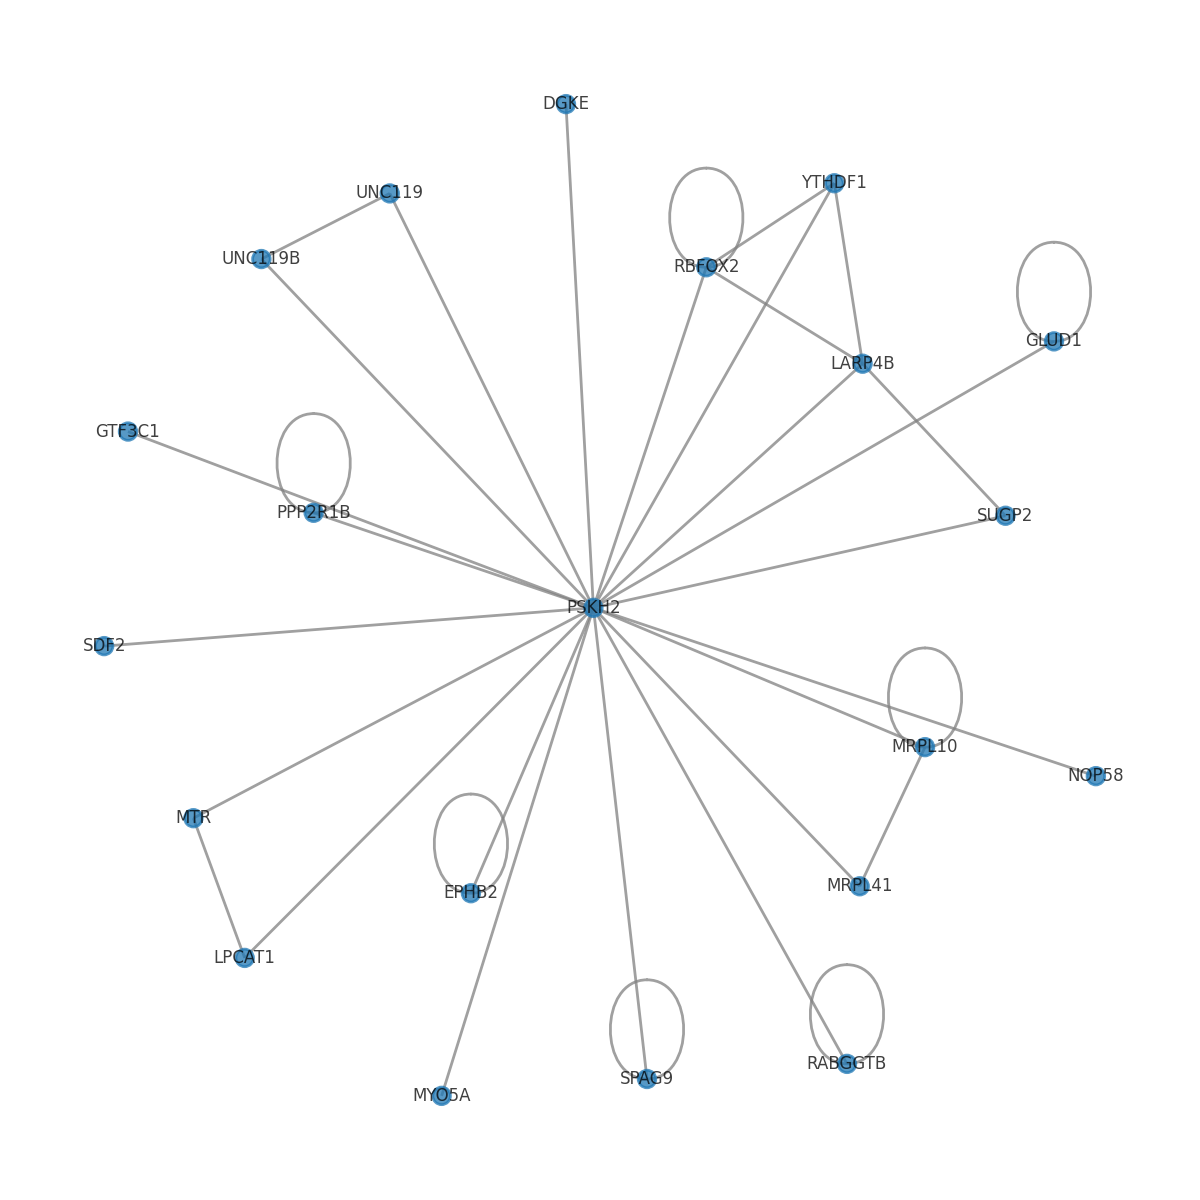 DGKE
YTHDF1
UNC119
UNC119B
RBFOX2
GLUD1
LARP4B
GTF3C1
PPP2R1B
SUGP2
PSKH2
SDF2
MRPL10
NOP58
MTR
MRPL41
EPHB2
LPCAT1
RABGGTB
SPAG9
MYO5A